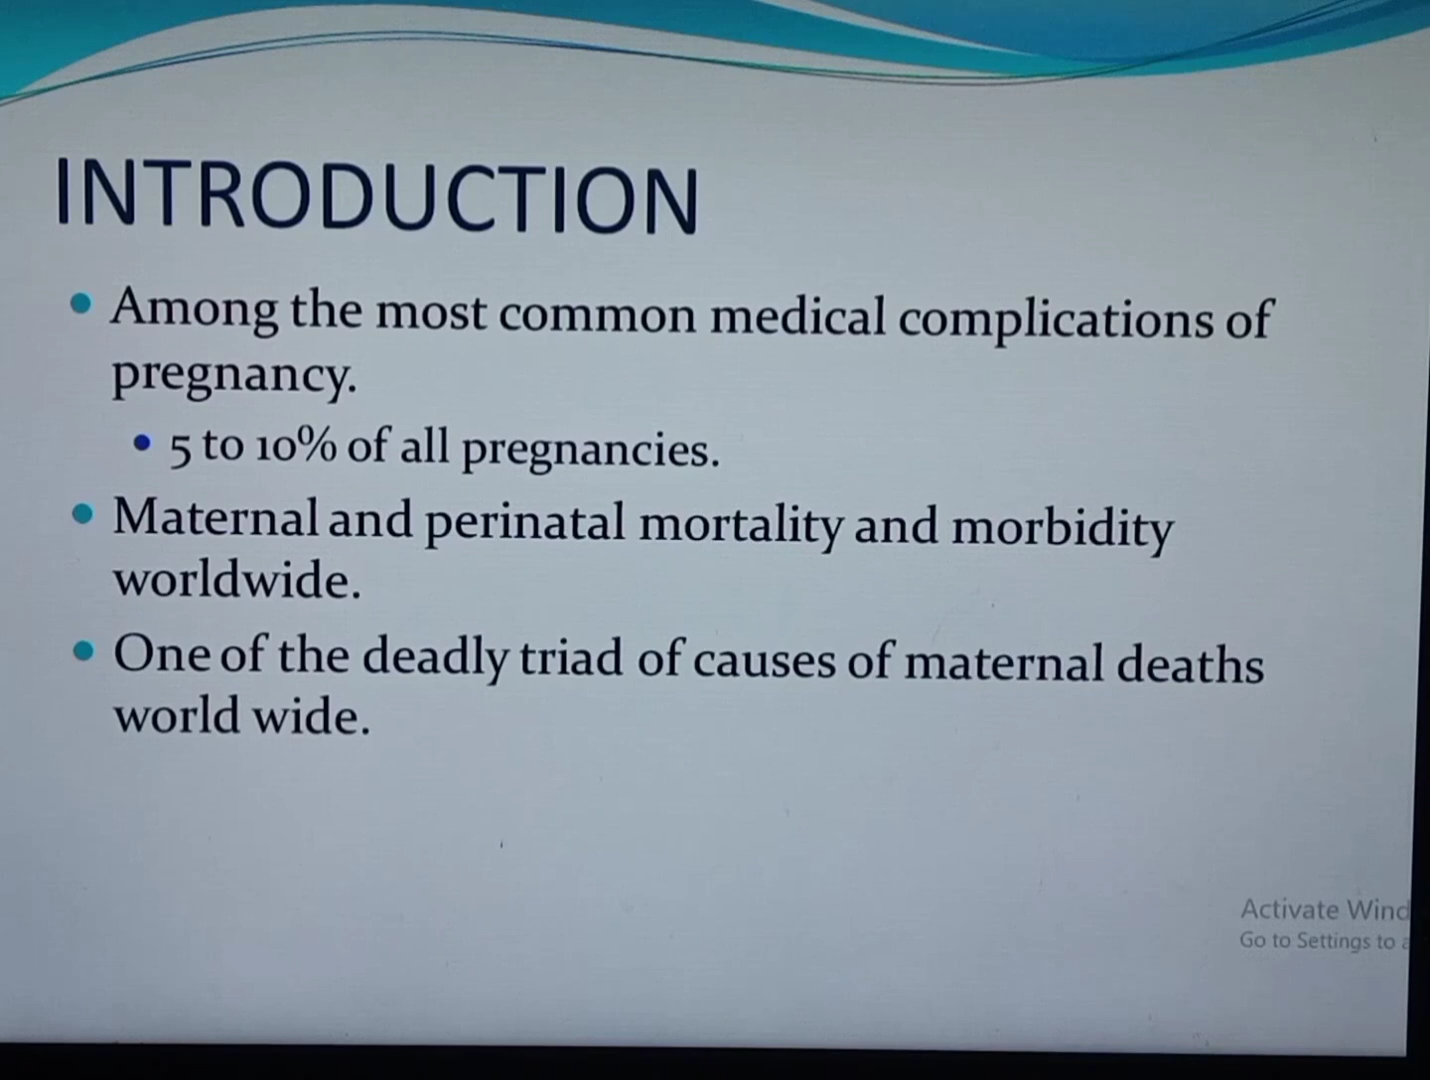 INTRODUCTION
Among the most common medical complications of
pregnancy.
5 to 10% of all pregnancies.
Maternal and perinatal mortality and morbidity
worldwide.
One of the deadly triad of causes of maternal deaths
world wide.
Activate Wind
Go to Settings to a